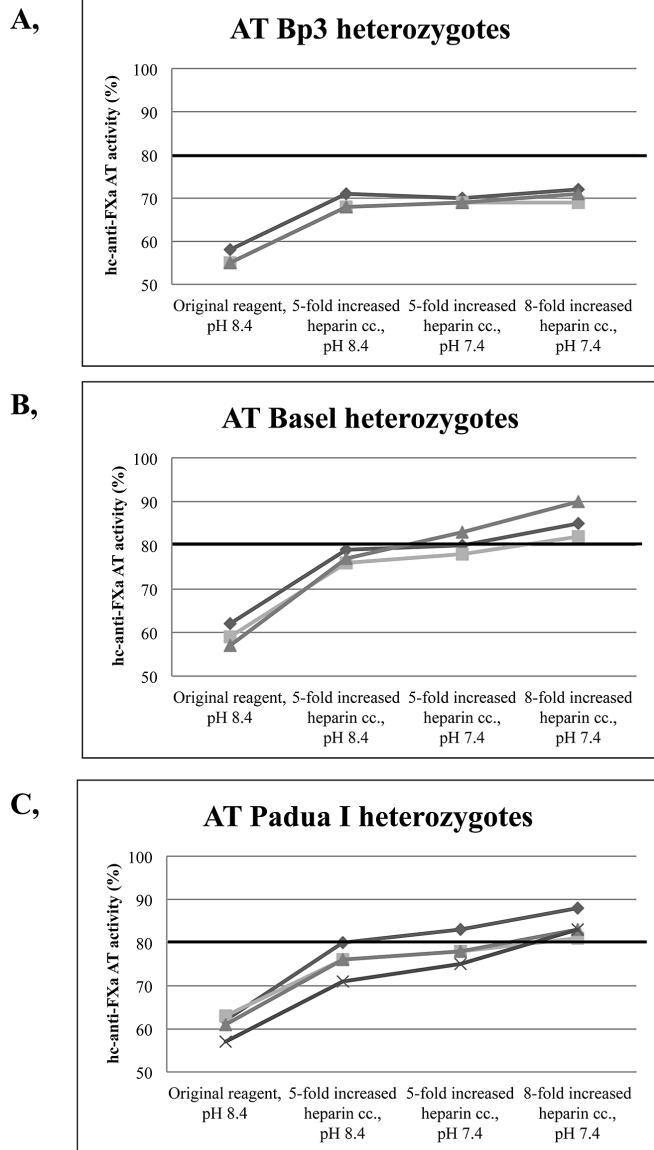 A,
AT Bp3 heterozygotes
hc-anti-FXa AT activity (%)
100
90
80
70
60
50
Original reagent, 5-fold increased 5-fold increased 8-fold increased
pH 8.4 heparin cc., heparin cc., heparin cc.,
pH 8.4 pH 7.4 pH 7.4
B,
AT Basel heterozygotes
hc-anti-FXa AT activity (%)
100
90
80
70
60
50
Original reagent, 5-fold increased 5-fold increased 8-fold increased
pH 8.4 heparin cc., heparin cc., heparin cc.,
pH 8.4 pH 7.4 pH 7.4
C,
AT Padua I heterozygotes
hc-anti-FXa AT activity (%)
100
90
80
70
60
50
Original reagent, 5-fold increased 5-fold increased 8-fold increased
pH 8.4 heparin cc., heparin cc., heparin cc.,
pH 8.4 pH 7.4 pH 7.4